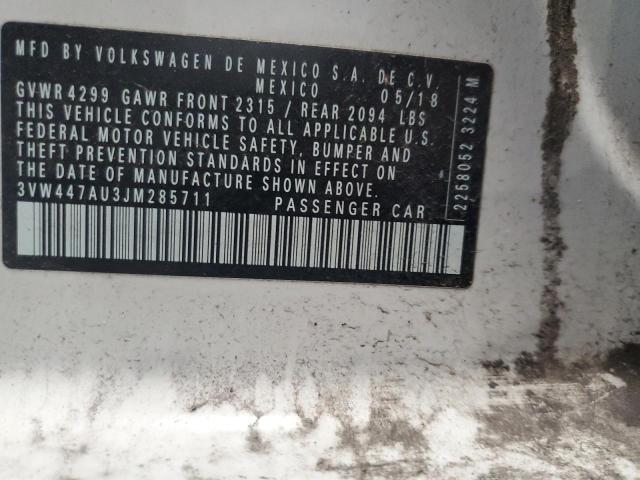 MFD BY VOLKSWAGEN DE MEXICO S.A. DE C.V.
MEXICO 05/18
GVWR 4299 GAWR FRONT 2315 / REAR 2094 LBS
THIS VEHICLE CONFORMS TO ALL APPLICABLE U.S.
FEDERAL MOTOR VEHICLE SAFETY, BUMPER AND
THEFT PREVENTION STANDARDS IN EFFECT ON
THE DATE OF MANUFACTURE SHOWN ABOVE.
3VW447AU3JM285711 PASSENGER CAR
2258052 3224 M